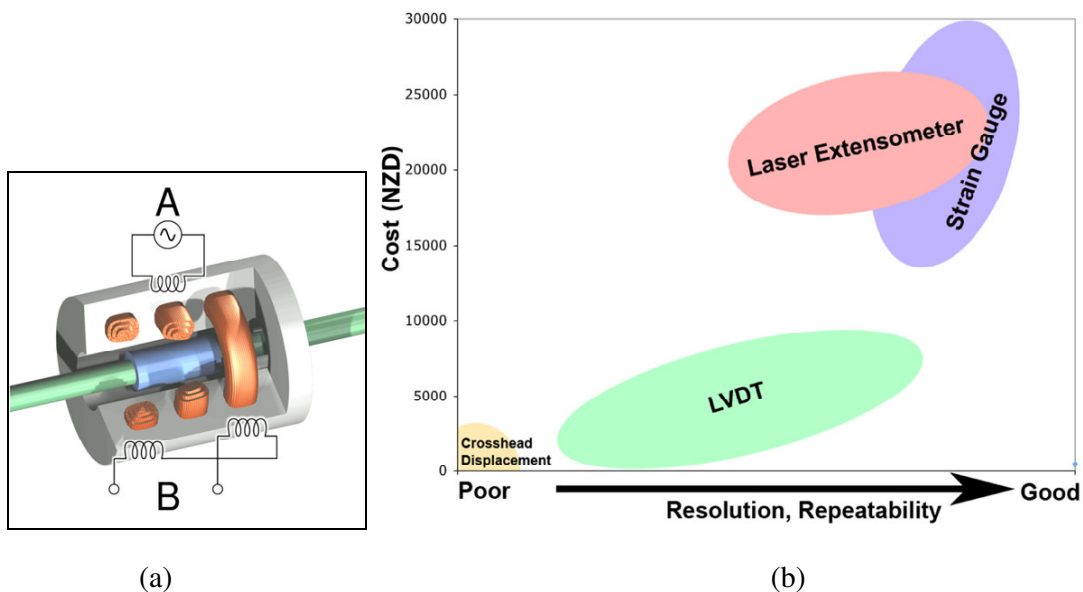 A
B
(a)
30000
25000
20000
15000
10000
5000
0
Cost (NZD)
Laser Extensometer
Strain Gauge
LVDT
Crosshead
Displacement
Poor
Good
Resolution, Repeatability
(b)